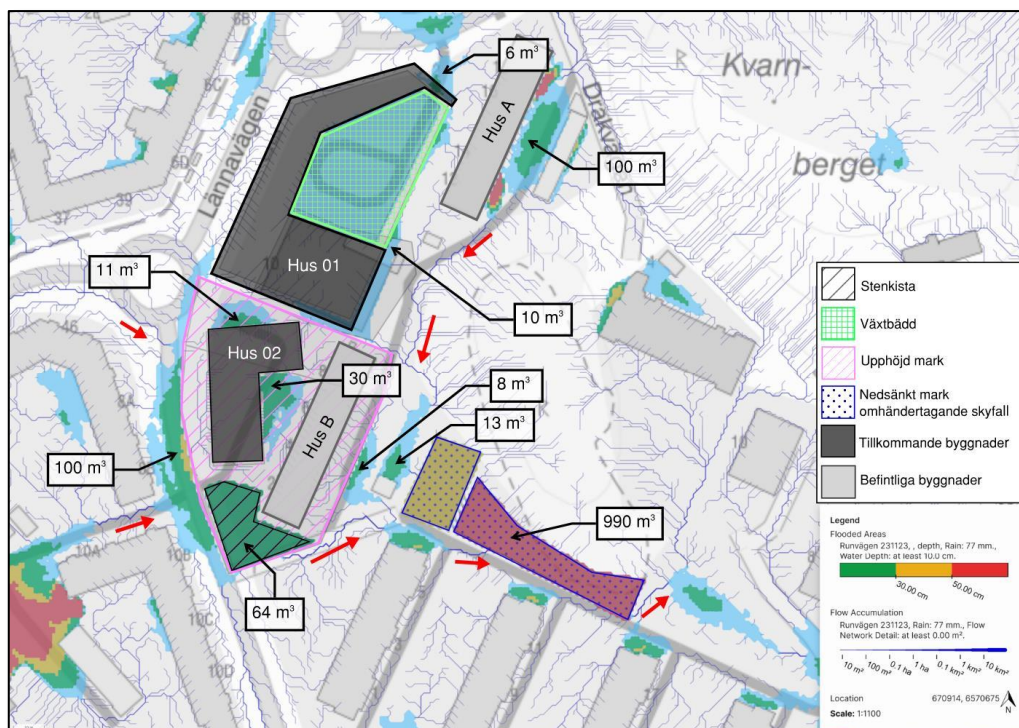 6 m³
Kvarn-
berget
Hus A
Drakvägen
Lännavägen
100 m³
11 m³
Hus 01
10 m³
Hus 02
30 m³
8 m³
13 m³
Hus B
100 m³
990 m³
64 m³
6B
6C
6D
37
39
46
8A
10A
10B
10C
10D
Stenkista
Växtbädd
Upphöjd mark
Nedsänkt mark
omhändertagande skyfall
Tillkommande byggnader
Befintliga byggnader
Legend
Flooded Areas
Runvägen 231123, , depth, Rain: 77 mm.,
Water Depth: at least 10.0 cm.
30.00 cm
50.00 cm
Flow Accumulation
Runvägen 231123, Rain: 77 mm., Flow
Network Detail: at least 0.00 m².
10 m²
100 m²
0.1 ha
1 ha
0.1 km²
1 km²
10 km²
Location
670914, 6570675
Scale: 1:1100
N